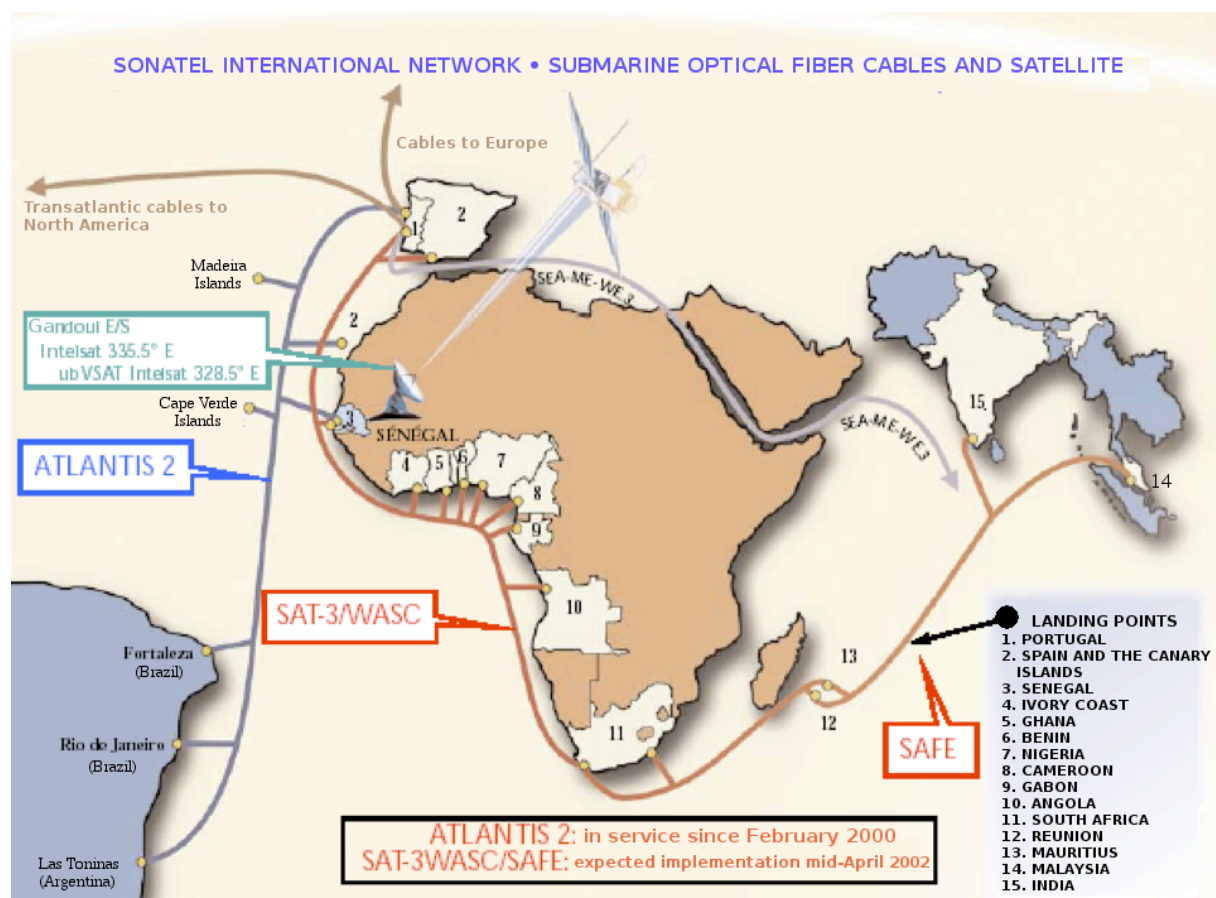 SONATEL INTERNATIONAL NETWORK • SUBMARINE OPTICAL FIBER CABLES AND SATELLITE
Cables to Europe
Transatlantic cables to
North America
1
2
Madeira
Islands
SEA-ME-WE3
2
Gandoul E/S
Intelsat 335.5° E
ub VSAT Intelsat 328.5° E
Cape Verde
Islands
3
SÉNÉGAL
15
SEA-ME-WE3
ATLANTIS 2
4
5
6
7
8
9
14
SAT-3/WASC
10
Fortaleza
(Brazil)
13
12
Rio de Janeiro
(Brazil)
11
SAFE
Las Toninas
(Argentina)
ATLANTIS 2: in service since February 2000
SAT-3WASC/SAFE: expected implementation mid-April 2002
LANDING POINTS
1. PORTUGAL
2. SPAIN AND THE CANARY
ISLANDS
3. SENEGAL
4. IVORY COAST
5. GHANA
6. BENIN
7. NIGERIA
8. CAMEROON
9. GABON
10. ANGOLA
11. SOUTH AFRICA
12. REUNION
13. MAURITIUS
14. MALAYSIA
15. INDIA